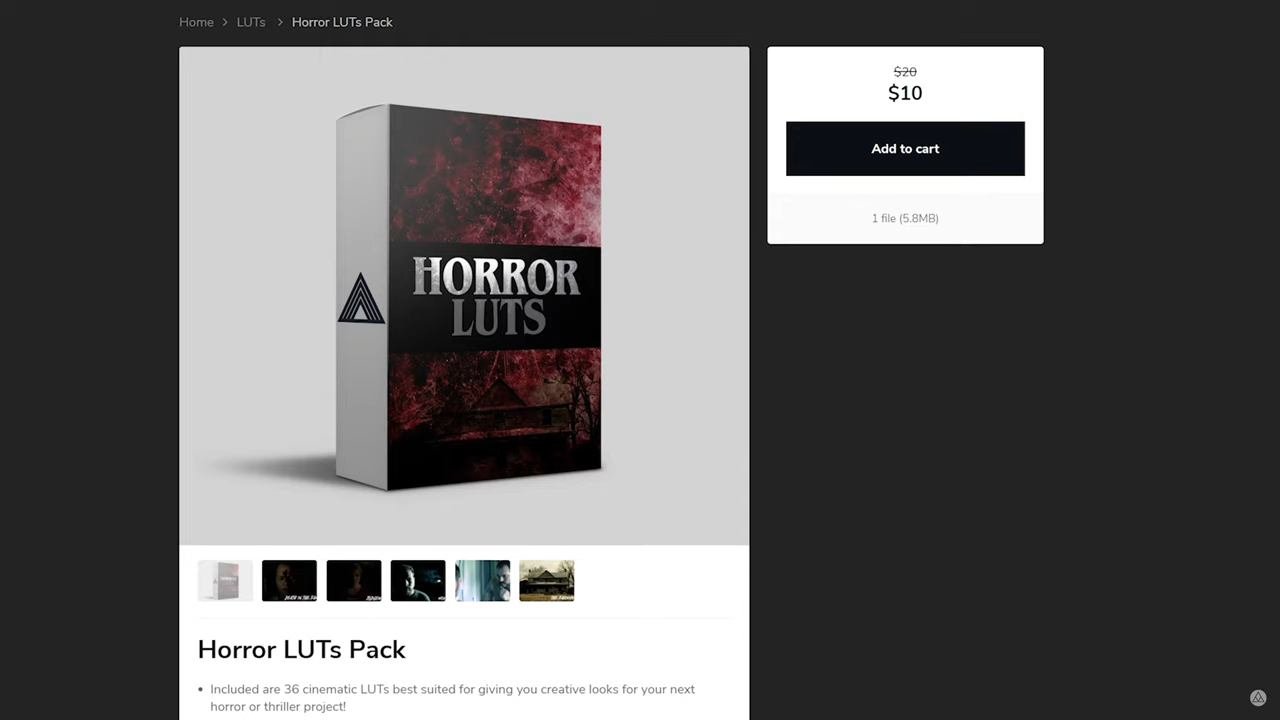 Home > LUTs > Horror LUTs Pack
$20
$10
Add to cart
1 file (5.8MB)
HORROR
LUTS
Horror LUTs Pack
• Included are 36 cinematic LUTs best suited for giving you creative looks for your next
horror or thriller project!